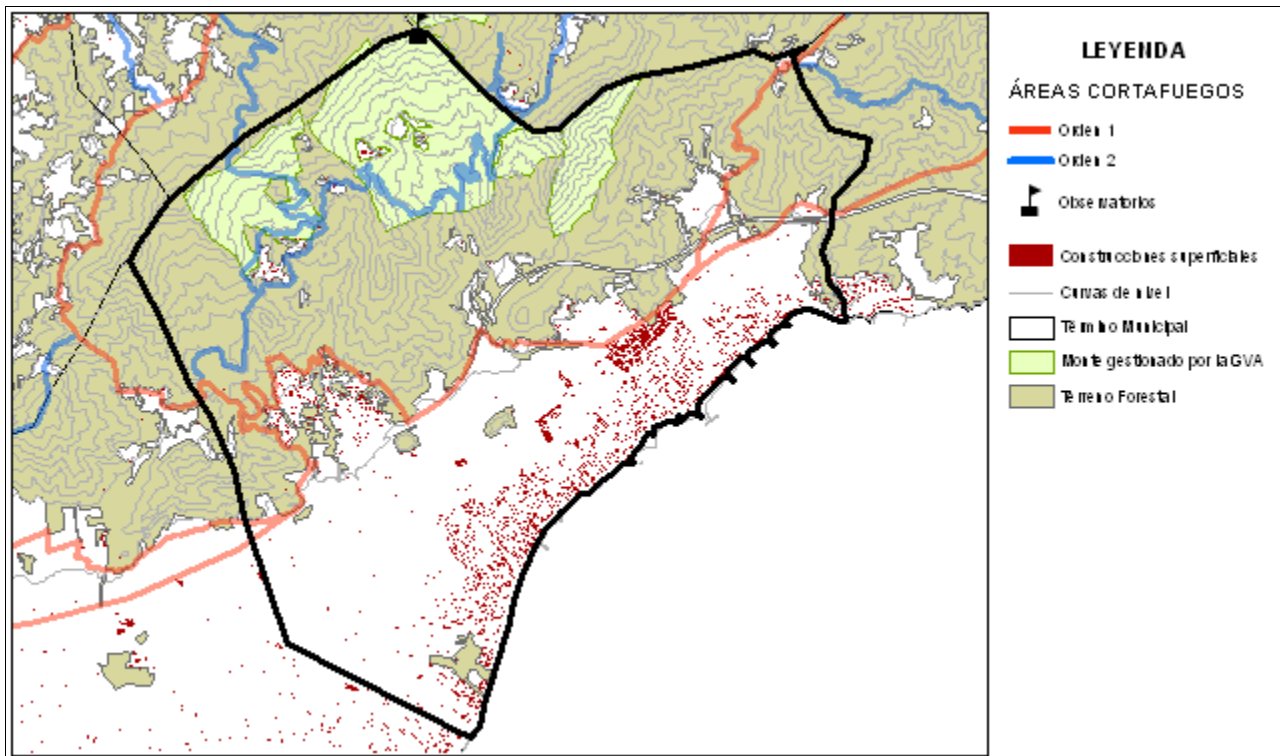 LEYENDA
ÁREAS CORTAFUEGOS
Orden 1
Orden 2
Observatorios
Construcciones superficiales
Curvas de nivel
Término Municipal
Monte gestionado por la GVA
Terreno Forestal